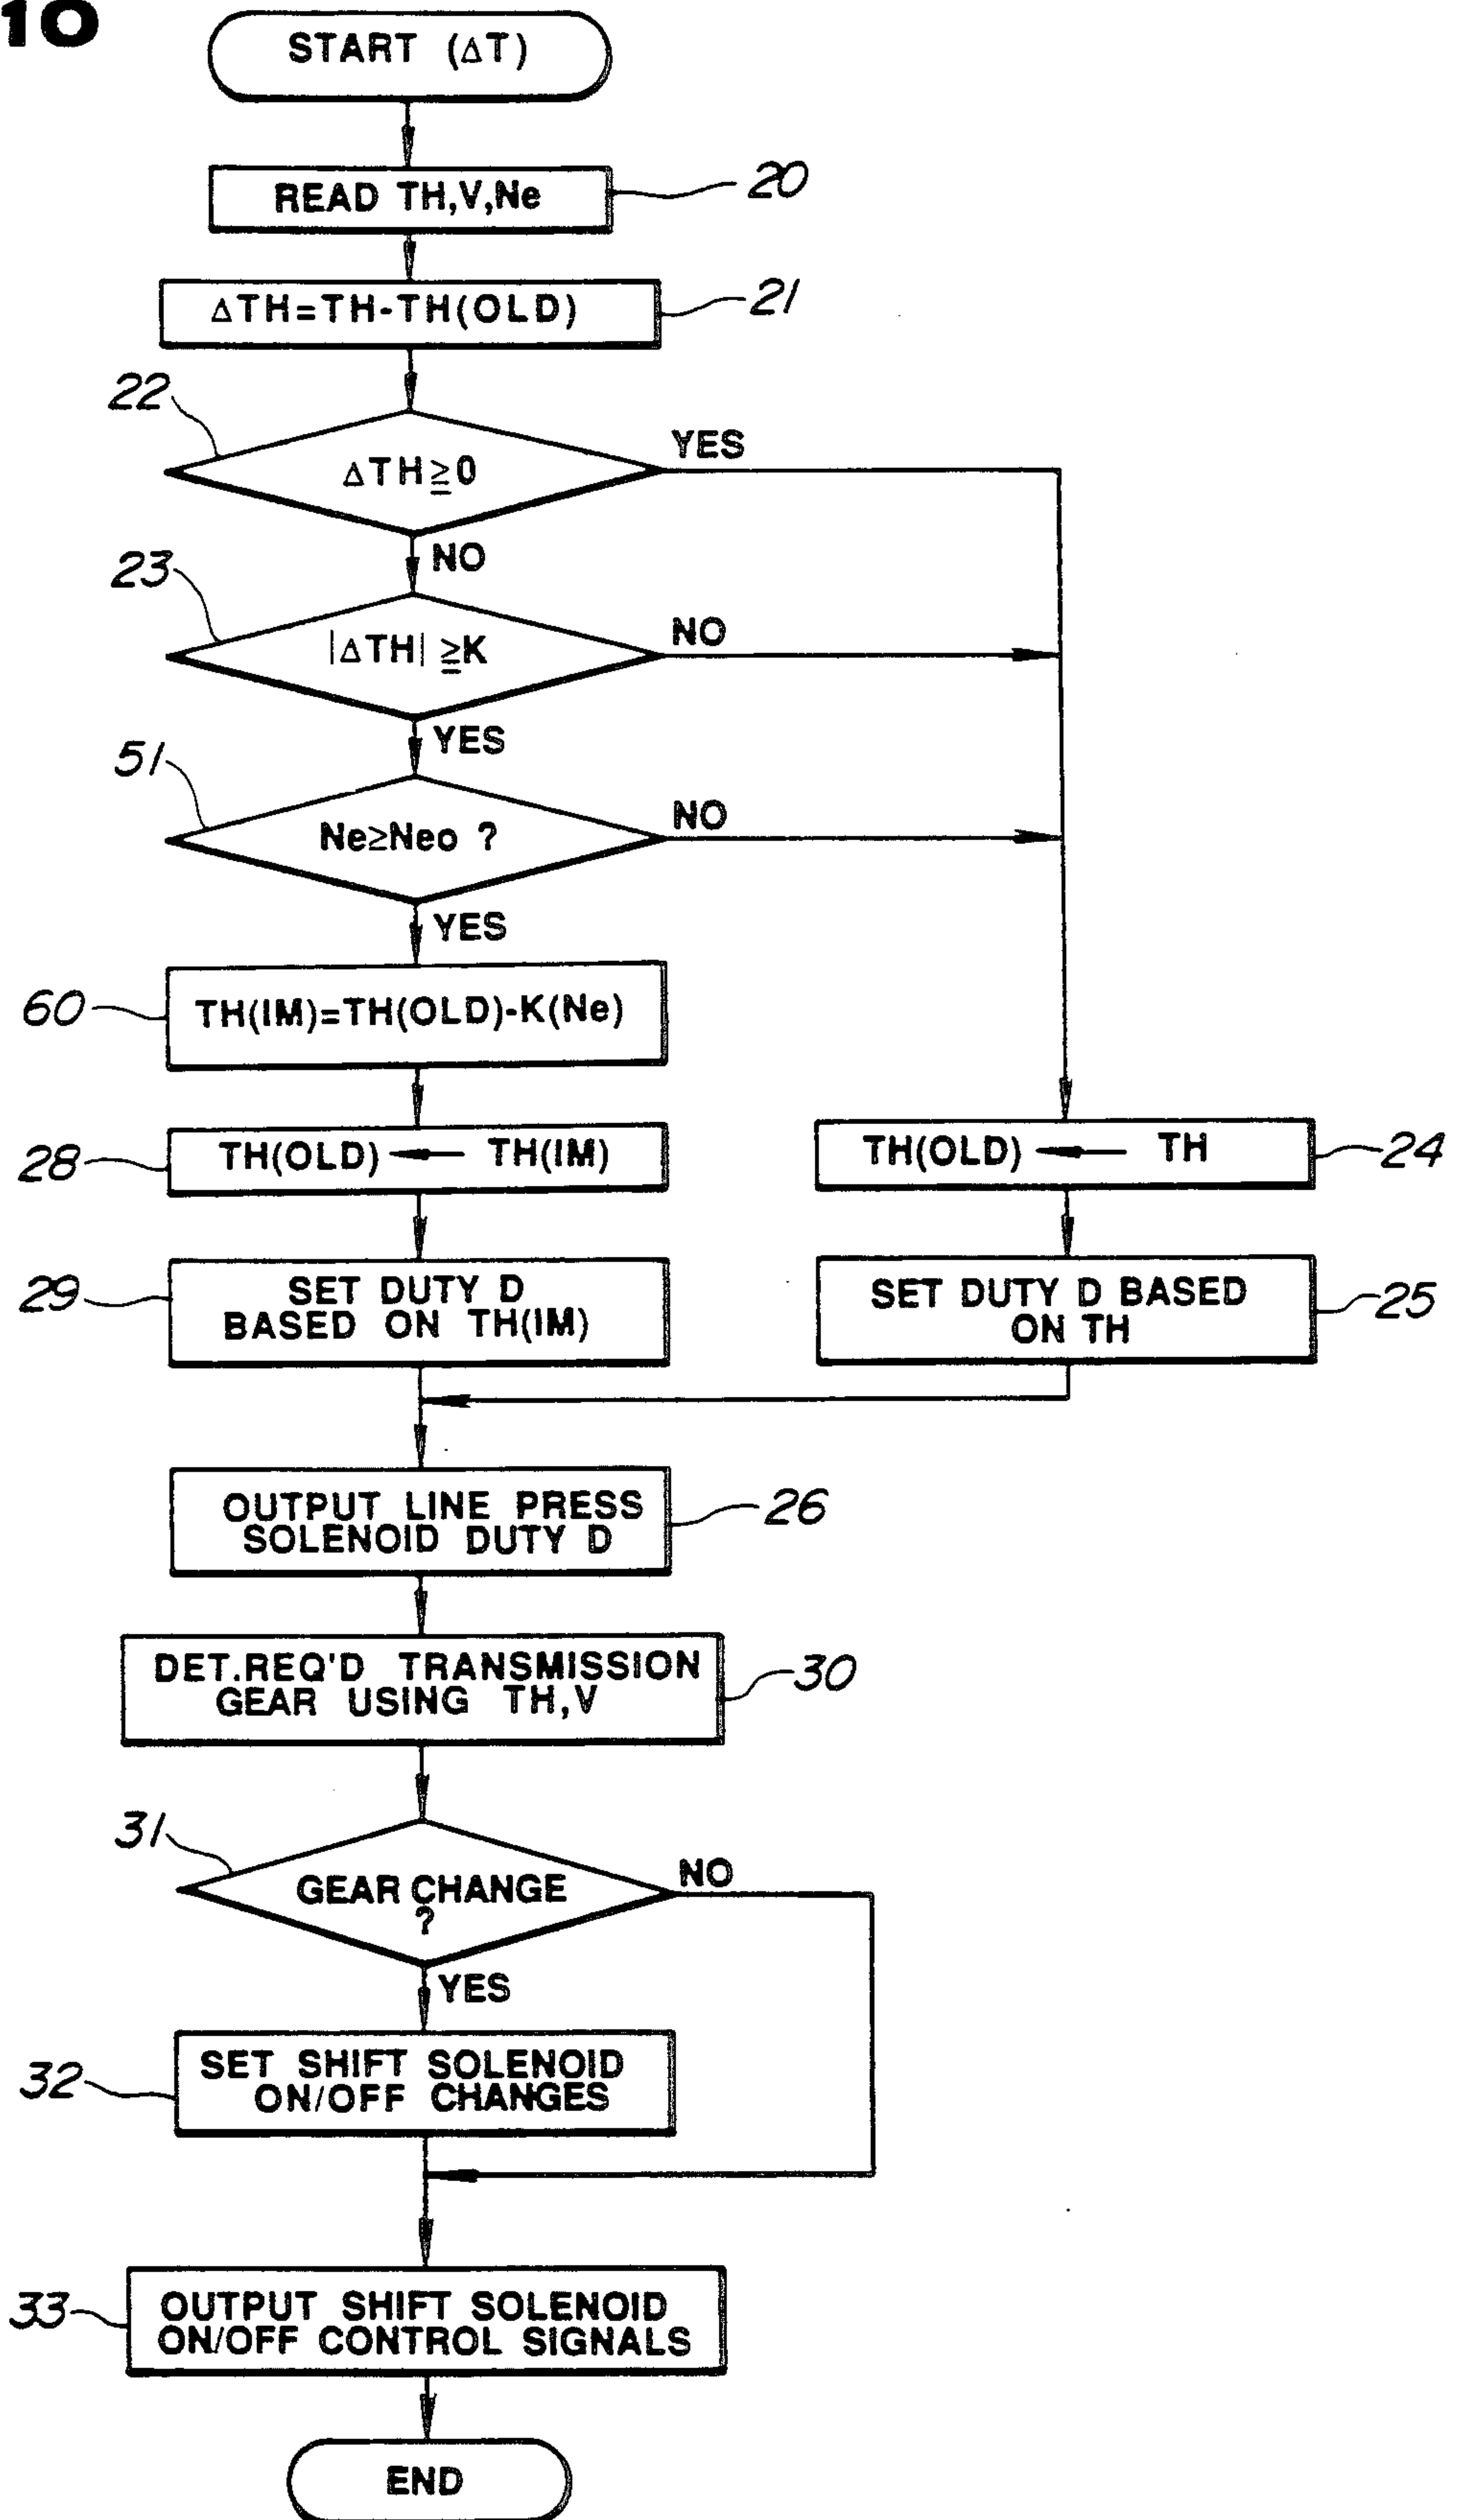 10
START (ΔT)
READ TH,V,Ne
20
ΔTH=TH-TH(OLD)
21
22
ΔTH≧0
YES
NO
23
|ΔTH| ≧K
NO
YES
51
Ne≥Neo ?
NO
YES
60
TH(IM)=TH(OLD)-K(Ne)
28
TH(OLD) ← TH(IM)
TH(OLD) ← TH
24
29
SET DUTY D
BASED ON TH(IM)
SET DUTY D BASED
ON TH
25
OUTPUT LINE PRESS
SOLENOID DUTY D
26
DET.REQ'D TRANSMISSION
GEAR USING TH,V
30
31
GEAR CHANGE
?
NO
YES
32
SET SHIFT SOLENOID
ON/OFF CHANGES
33
OUTPUT SHIFT SOLENOID
ON/OFF CONTROL SIGNALS
END